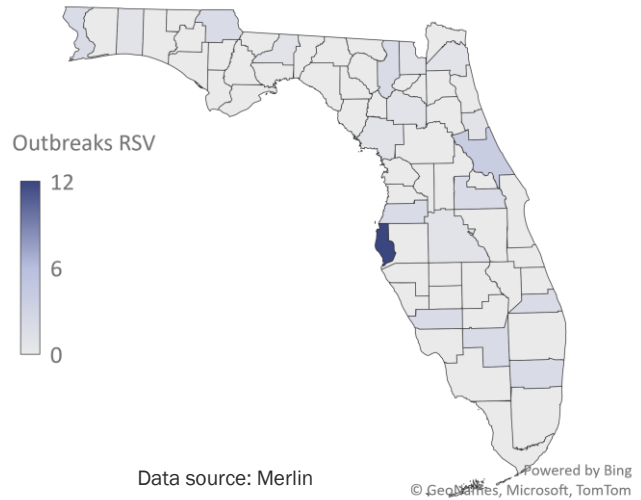 Outbreaks RSV
12
6
0
Data source: Merlin
Powered by Bing
© GeoNames, Microsoft, TomTom